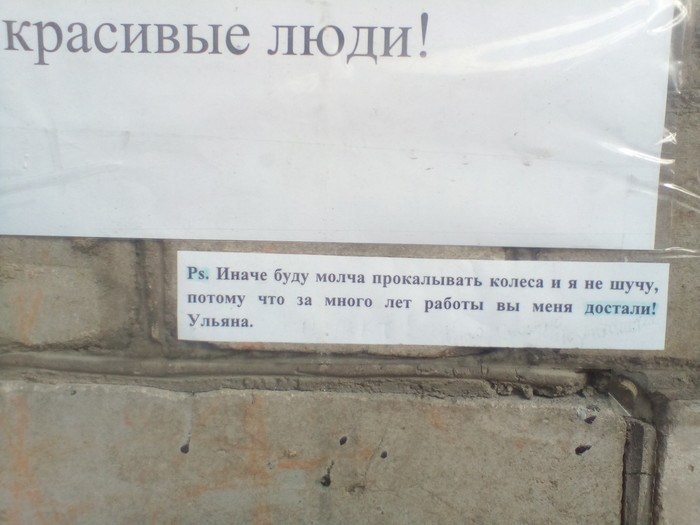 красивые люди!
Ps. Иначе буду молча прокалывать колеса и я не шучу,
потому что за много лет работы вы меня достали!
Ульяна.